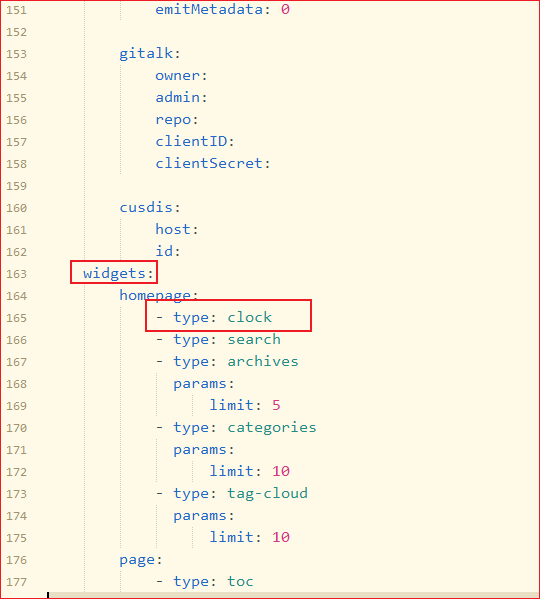 151 emitMetadata: 0
152
153 gitalk:
154 owner:
155 admin:
156 repo:
157 clientID:
158 clientSecret:
159
160 cusdis:
161 host:
162 id:
163 widgets:
164 homepage:
165 - type: clock
166 - type: search
167 - type: archives
168 params:
169 limit: 5
170 - type: categories
171 params:
172 limit: 10
173 - type: tag-cloud
174 params:
175 limit: 10
176 page:
177 - type: toc